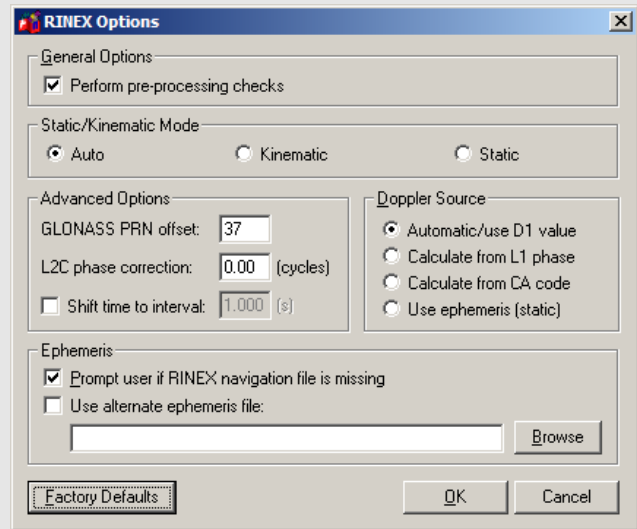 RINEX Options
General Options
Perform pre-processing checks
Static/Kinematic Mode
Auto Kinematic Static
Advanced Options
GLONASS PRN offset: 37
L2C phase correction: 0.00 (cycles)
Shift time to interval: 1.000 (s)
Doppler Source
Automatic/use D1 value
Calculate from L1 phase
Calculate from CA code
Use ephemeris (static)
Ephemeris
Prompt user if RINEX navigation file is missing
Use alternate ephemeris file:
Browse
Factory Defaults OK Cancel